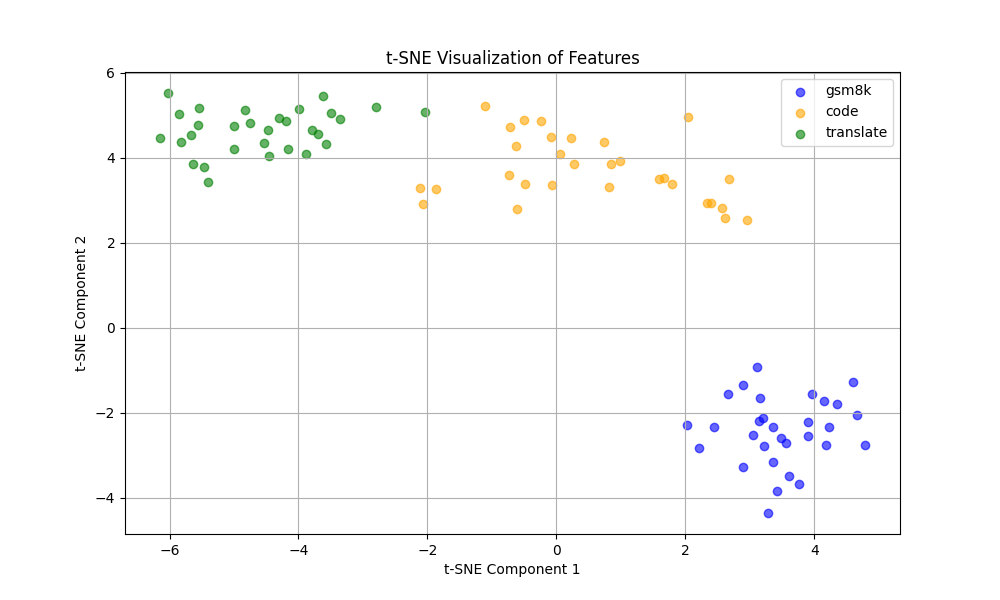 t-SNE Visualization of Features
gsm8k
code
translate
6
4
2
0
−2
−4
t-SNE Component 2
−6
−4
−2
0
2
4
t-SNE Component 1